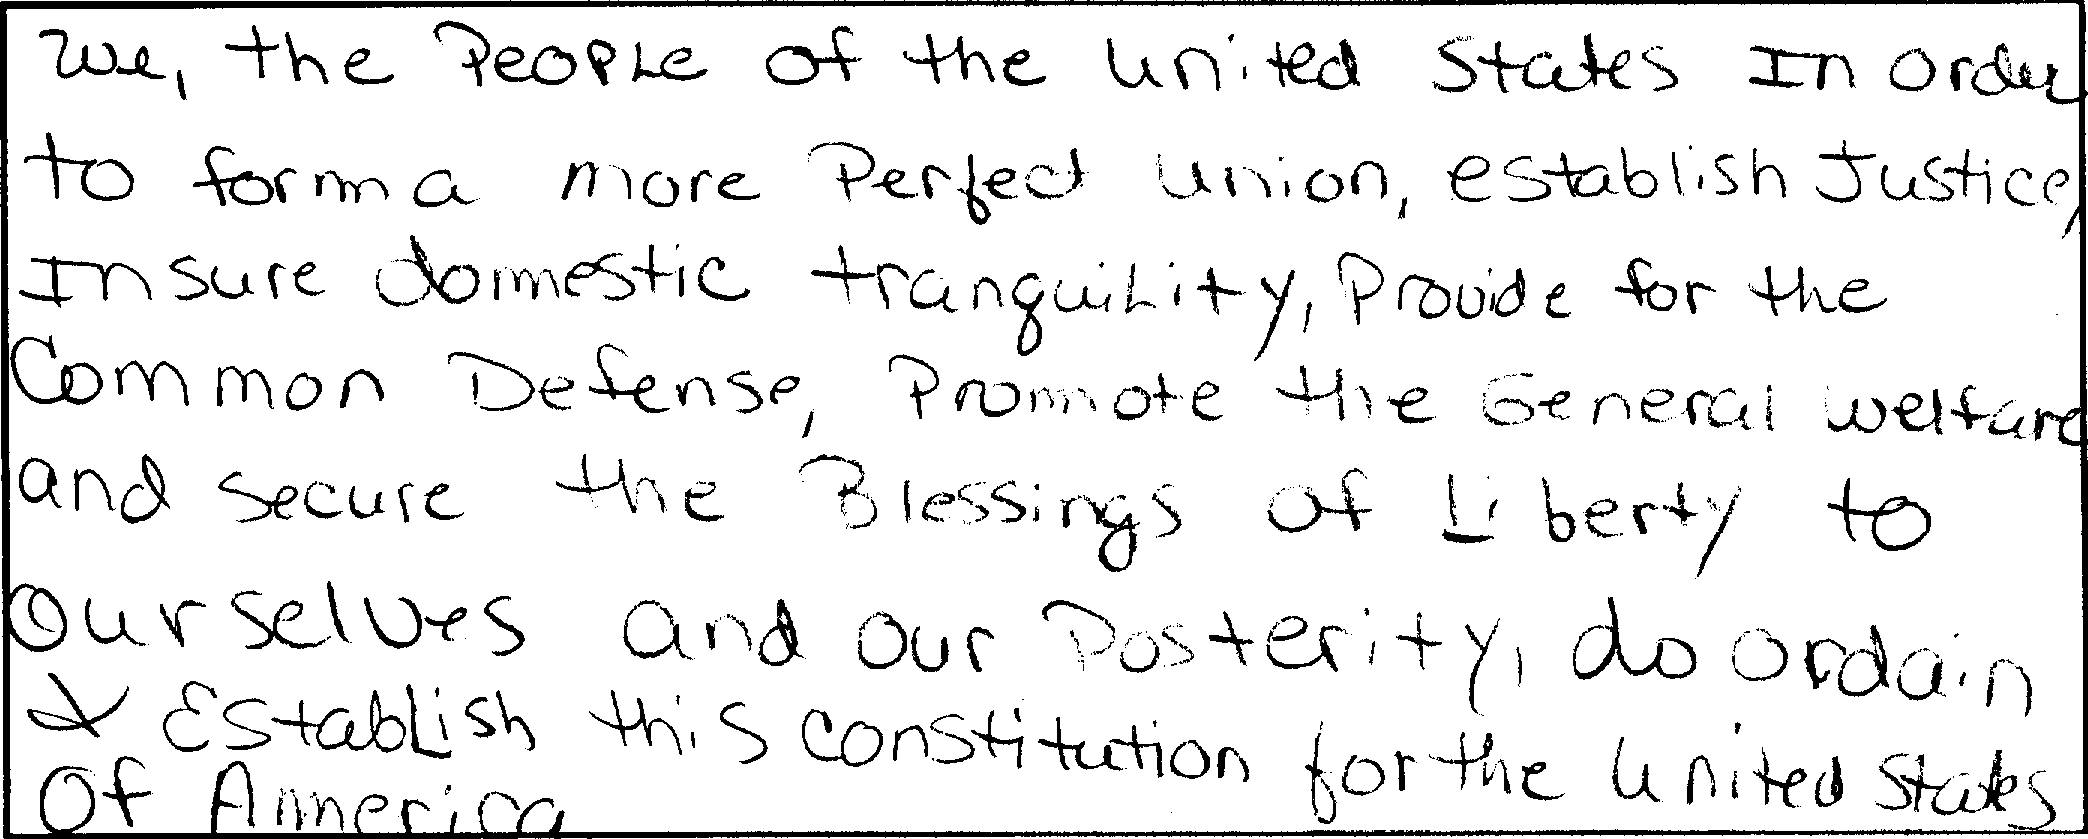 We, the People of the United States In order
to form a more Perfect Union, establish Justice,
Insure domestic tranquility, Provide for the
Common Defense, Promote the General welfare
and secure the Blessings of Liberty to
Ourselves and our Posterity, do ordain
& Establish this constitution for the United States
Of America